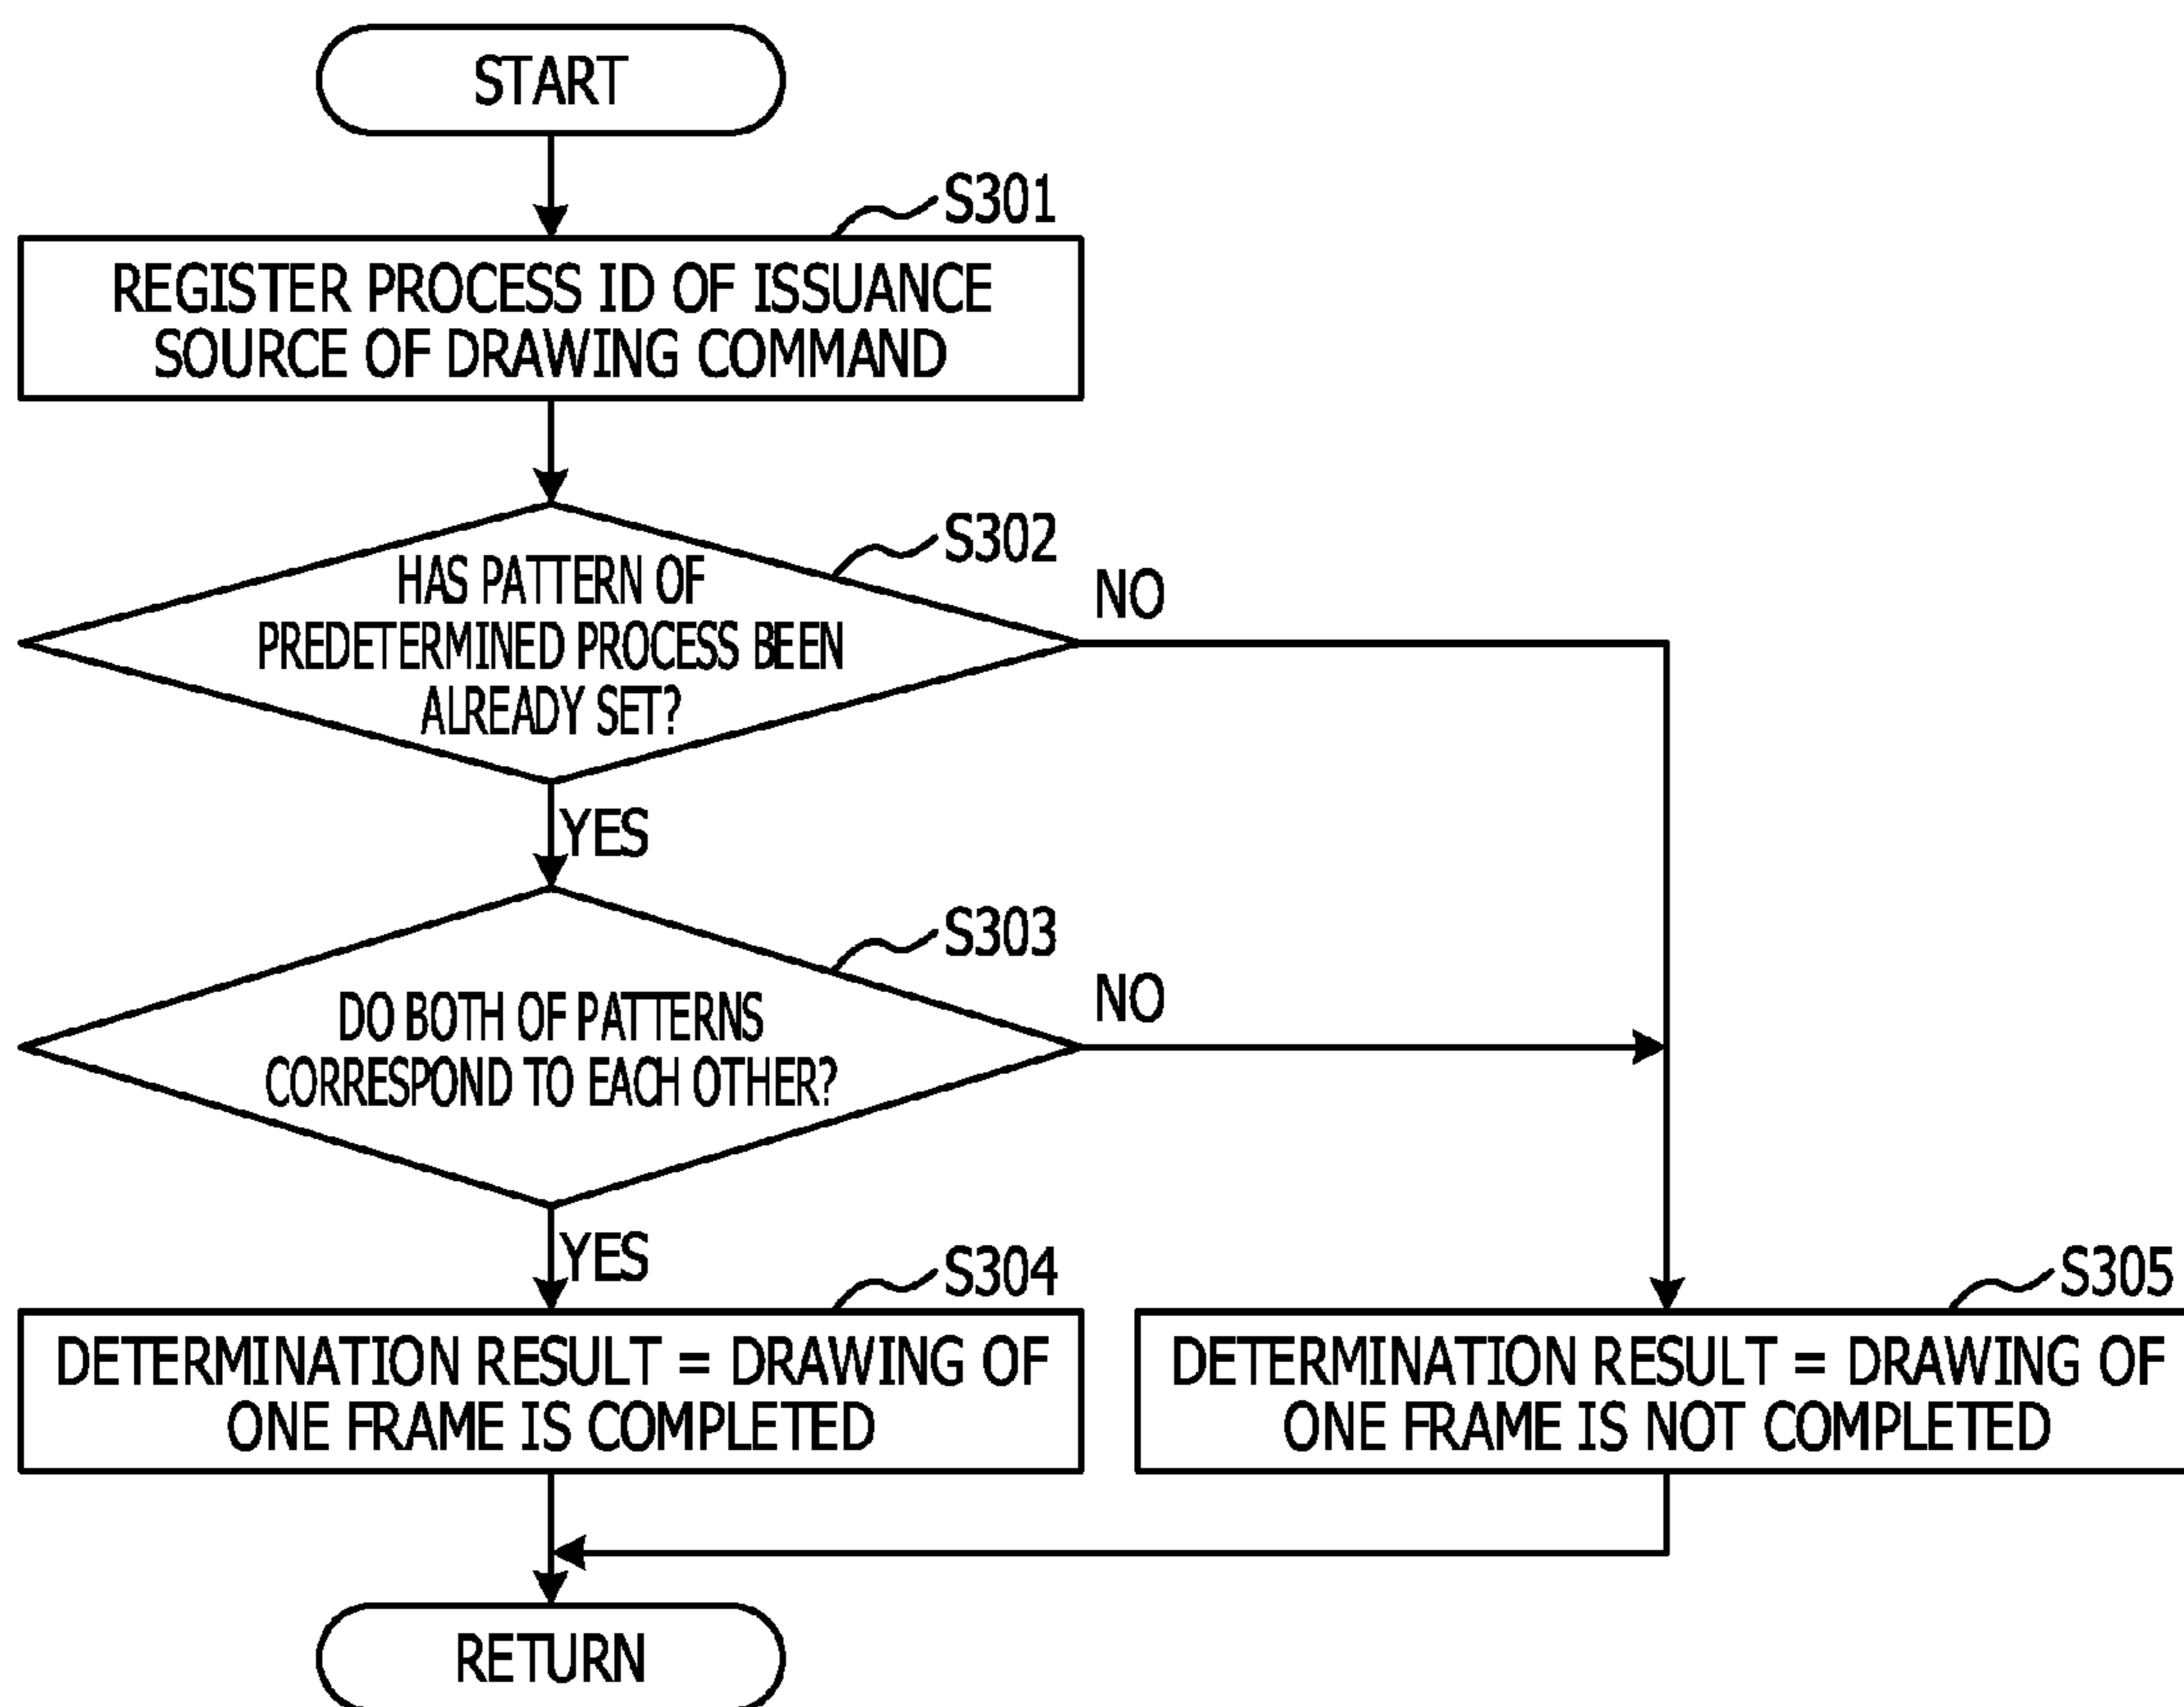 START
S301
REGISTER PROCESS ID OF ISSUANCE
SOURCE OF DRAWING COMMAND
S302
HAS PATTERN OF
PREDETERMINED PROCESS BEEN
ALREADY SET?
NO
YES
S303
DO BOTH OF PATTERNS
CORRESPOND TO EACH OTHER?
NO
YES
S304
DETERMINATION RESULT = DRAWING OF
ONE FRAME IS COMPLETED
S305
DETERMINATION RESULT = DRAWING OF
ONE FRAME IS NOT COMPLETED
RETURN